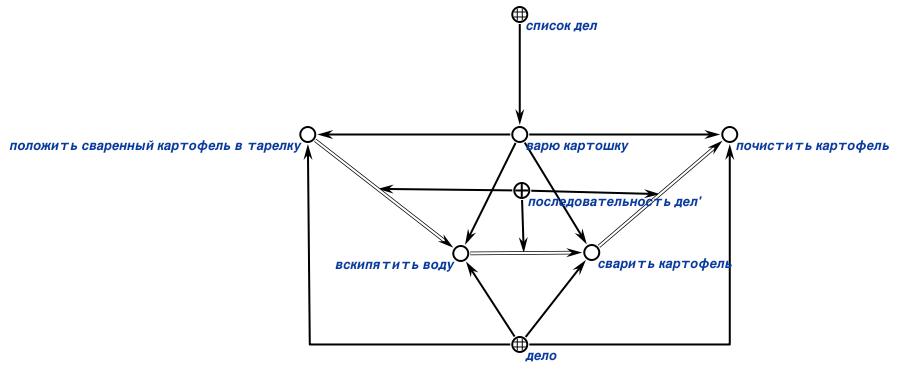 список дел
положить сваренный картофель в тарелку
варю картошку
почистить картофель
последовательность дел'
вскипятить воду
сварить картофель
дело